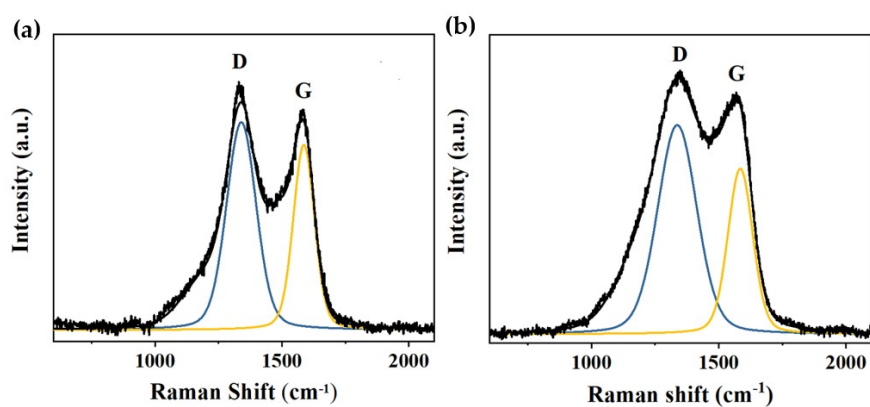 (a)
D
G
Intensity (a.u.)
1000 1500 2000
Raman Shift (cm⁻¹)
(b)
D
G
Intensity (a.u.)
1000 1500 2000
Raman shift (cm⁻¹)